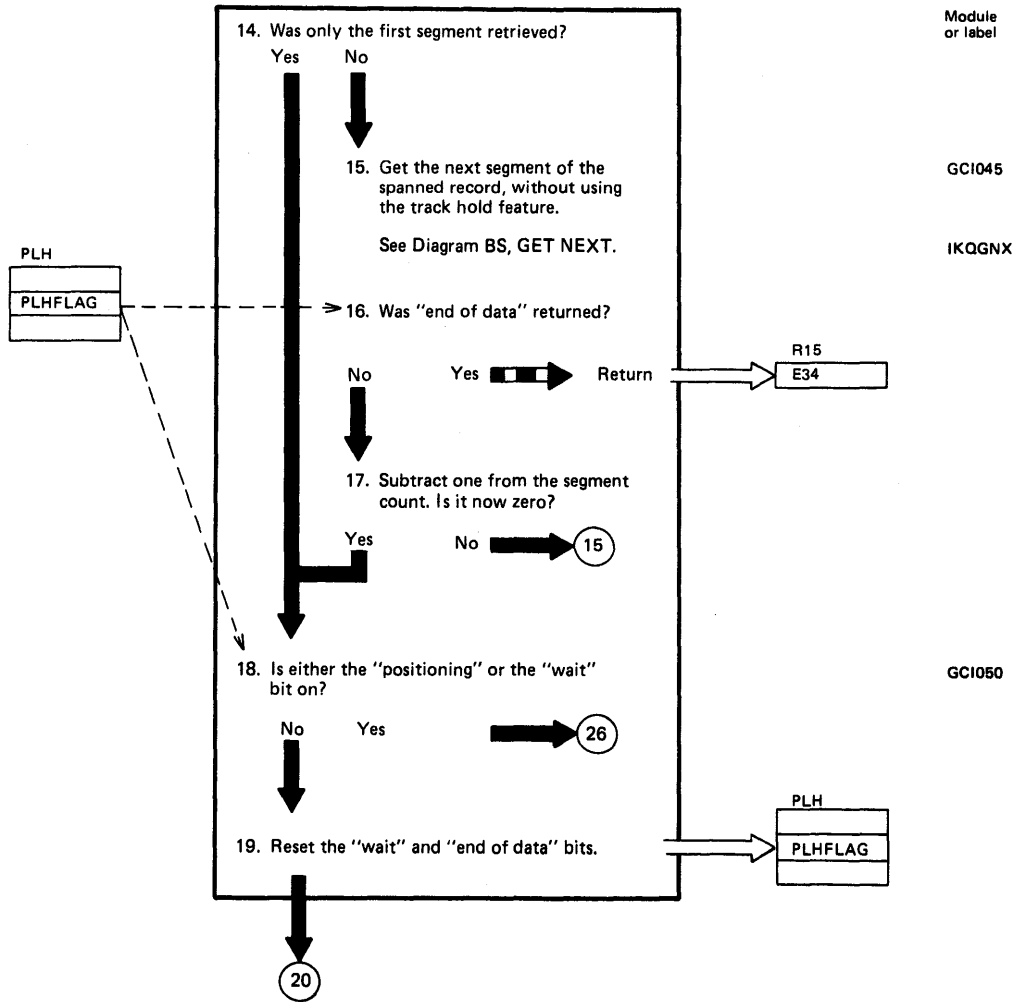 Module
or label
14. Was only the first segment retrieved?
Yes No
15. Get the next segment of the
spanned record, without using
the track hold feature.
GCI045
See Diagram BS, GET NEXT.
IKQGNX
PLH
PLHFLAG
16. Was "end of data" returned?
No Yes Return
R15
E34
17. Subtract one from the segment
count. Is it now zero?
Yes No 15
18. Is either the "positioning" or the "wait"
bit on?
GCI050
No Yes 26
19. Reset the "wait" and "end of data" bits.
PLH
PLHFLAG
20